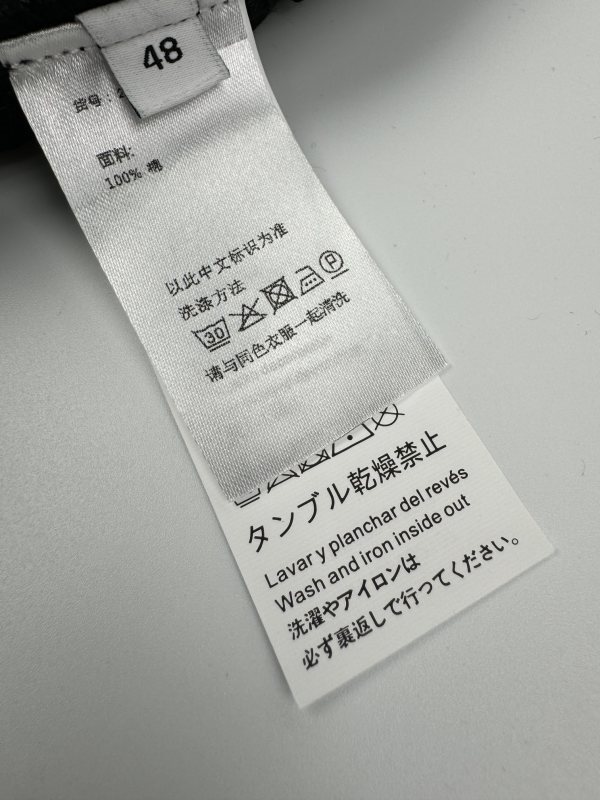 48
货号：2
面料：
100% 棉
以此中文标识为准
洗涤方法
30
P
请与同色衣服一起清洗
タンブル乾燥禁止
Lavar y planchar del revés
Wash and iron inside out
洗濯やアイロンは
必ず裏返しで行ってください。